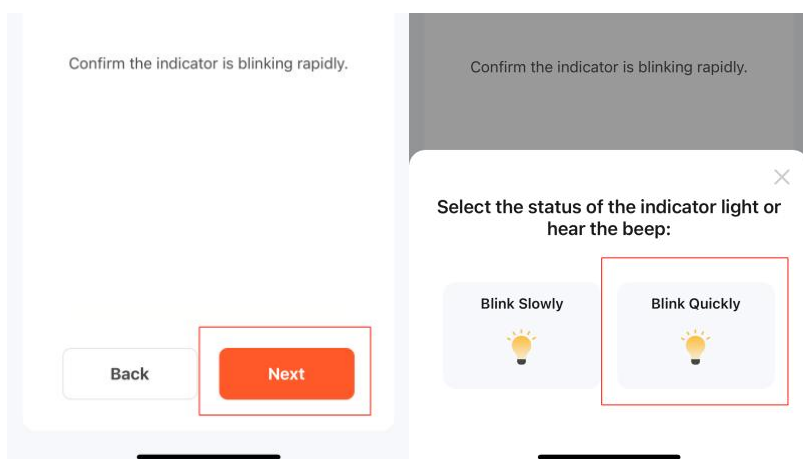 Confirm the indicator is blinking rapidly.
Back
Next
Confirm the indicator is blinking rapidly.
Select the status of the indicator light or
hear the beep:
Blink Slowly
Blink Quickly